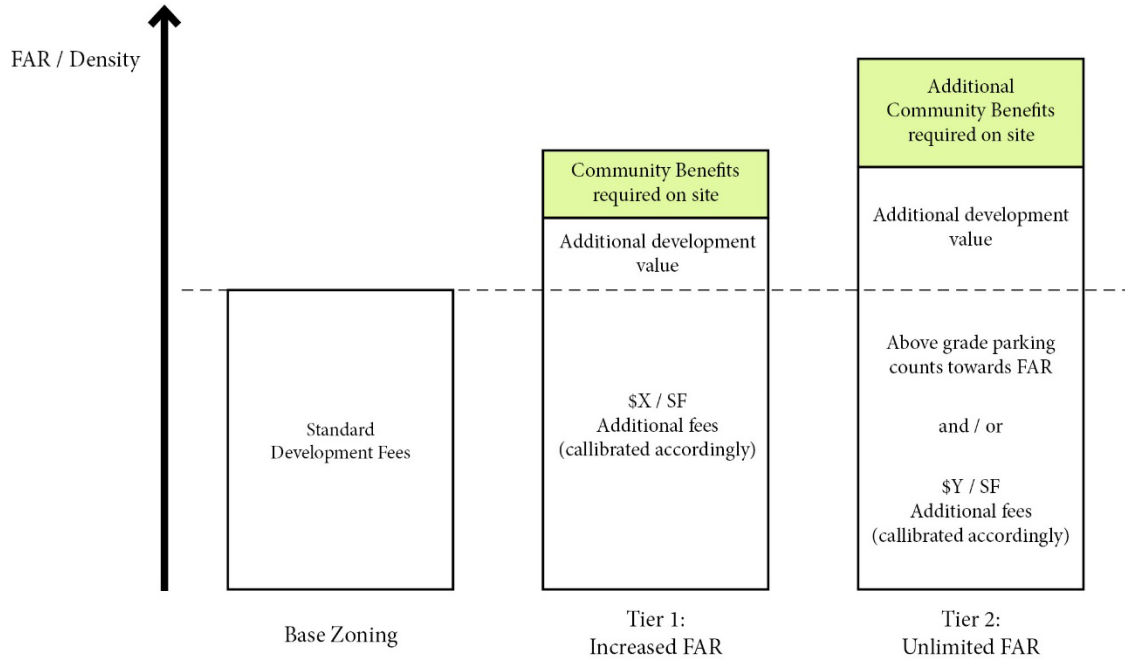 FAR / Density
Standard
Development Fees
Base Zoning
Community Benefits
required on site
Additional development
value
$X / SF
Additional fees
(callibrated accordingly)
Tier 1:
Increased FAR
Additional
Community Benefits
required on site
Additional development
value
Above grade parking
counts towards FAR
and / or
$Y / SF
Additional fees
(callibrated accordingly)
Tier 2:
Unlimited FAR